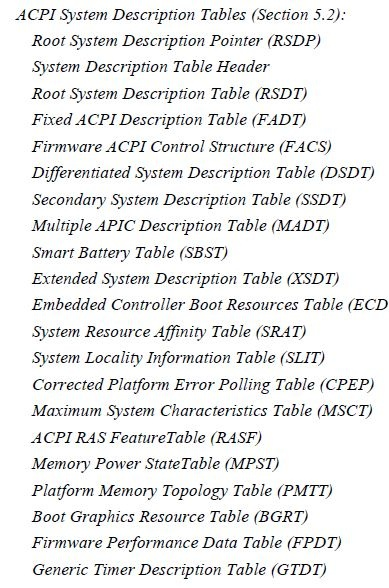 ACPI System Description Tables (Section 5.2):
Root System Description Pointer (RSDP)
System Description Table Header
Root System Description Table (RSDT)
Fixed ACPI Description Table (FADT)
Firmware ACPI Control Structure (FACS)
Differentiated System Description Table (DSDT)
Secondary System Description Table (SSDT)
Multiple APIC Description Table (MADT)
Smart Battery Table (SBST)
Extended System Description Table (XSDT)
Embedded Controller Boot Resources Table (ECD
System Resource Affinity Table (SRAT)
System Locality Information Table (SLIT)
Corrected Platform Error Polling Table (CPEP)
Maximum System Characteristics Table (MSCT)
ACPI RAS FeatureTable (RASF)
Memory Power StateTable (MPST)
Platform Memory Topology Table (PMTT)
Boot Graphics Resource Table (BGRT)
Firmware Performance Data Table (FPDT)
Generic Timer Description Table (GTDT)